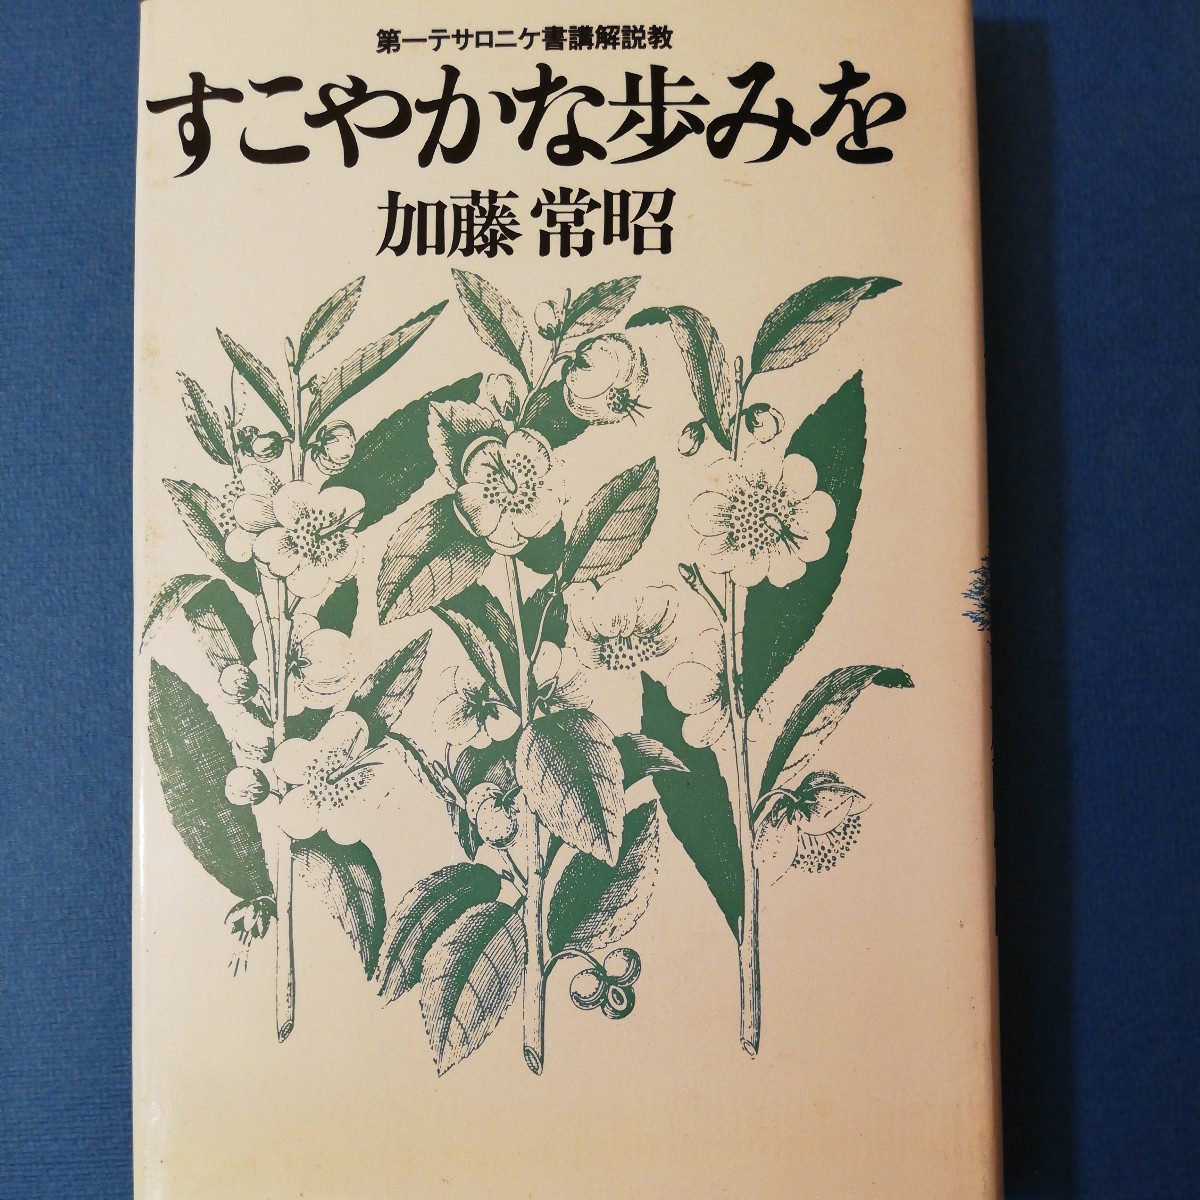 第一テサロニケ書講解説教
すこやかな歩みを
加藤常昭